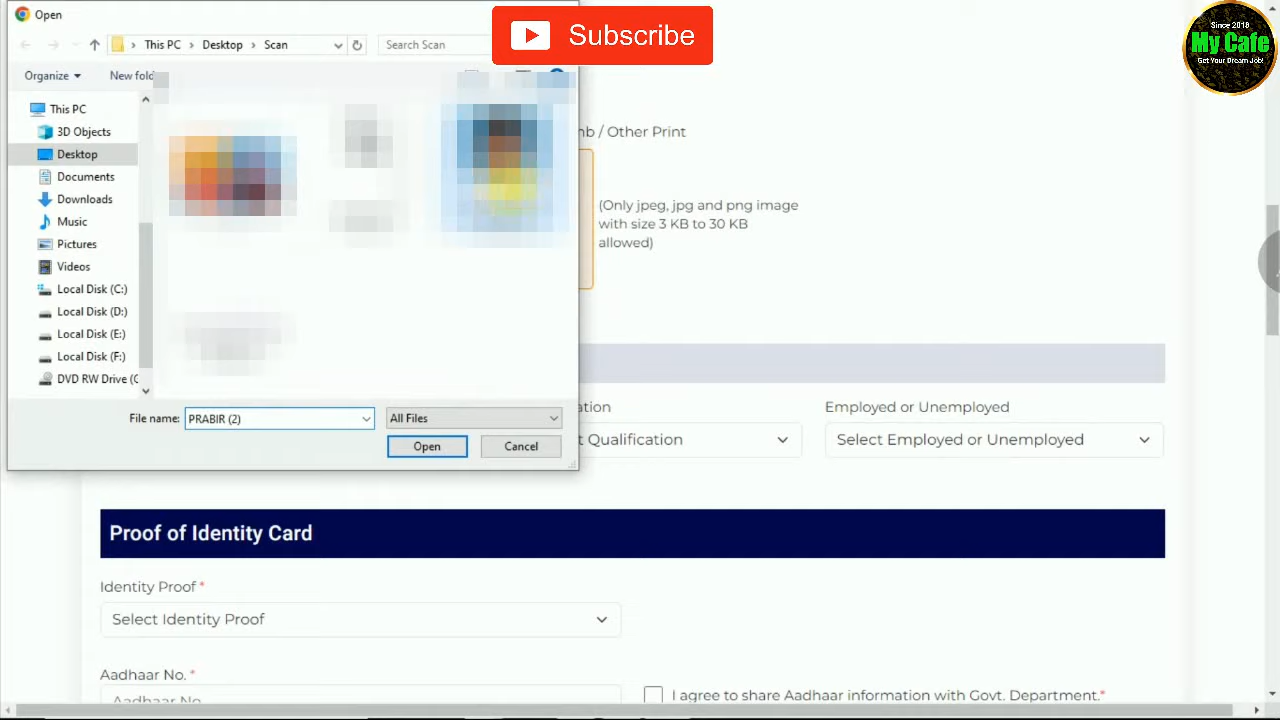 Open
Subscribe
Since 2018
My Cafe
Get Your Dream Job!
This PC > Desktop > Scan
Search Scan
Organize
New fold
This PC
3D Objects
Desktop
Documents
Downloads
Music
Pictures
Videos
Local Disk (C:)
Local Disk (D:)
Local Disk (E:)
Local Disk (F:)
DVD RW Drive (
mb / Other Print
(Only jpeg, jpg and png image
with size 3 KB to 30 KB
allowed)
File name: PRABIR (2)
All Files
Open
Cancel
ation
t Qualification
Employed or Unemployed
Select Employed or Unemployed
Proof of Identity Card
Identity Proof *
Select Identity Proof
Aadhaar No. *
Aadhaar No
I agree to share Aadhaar information with Govt. Department.*